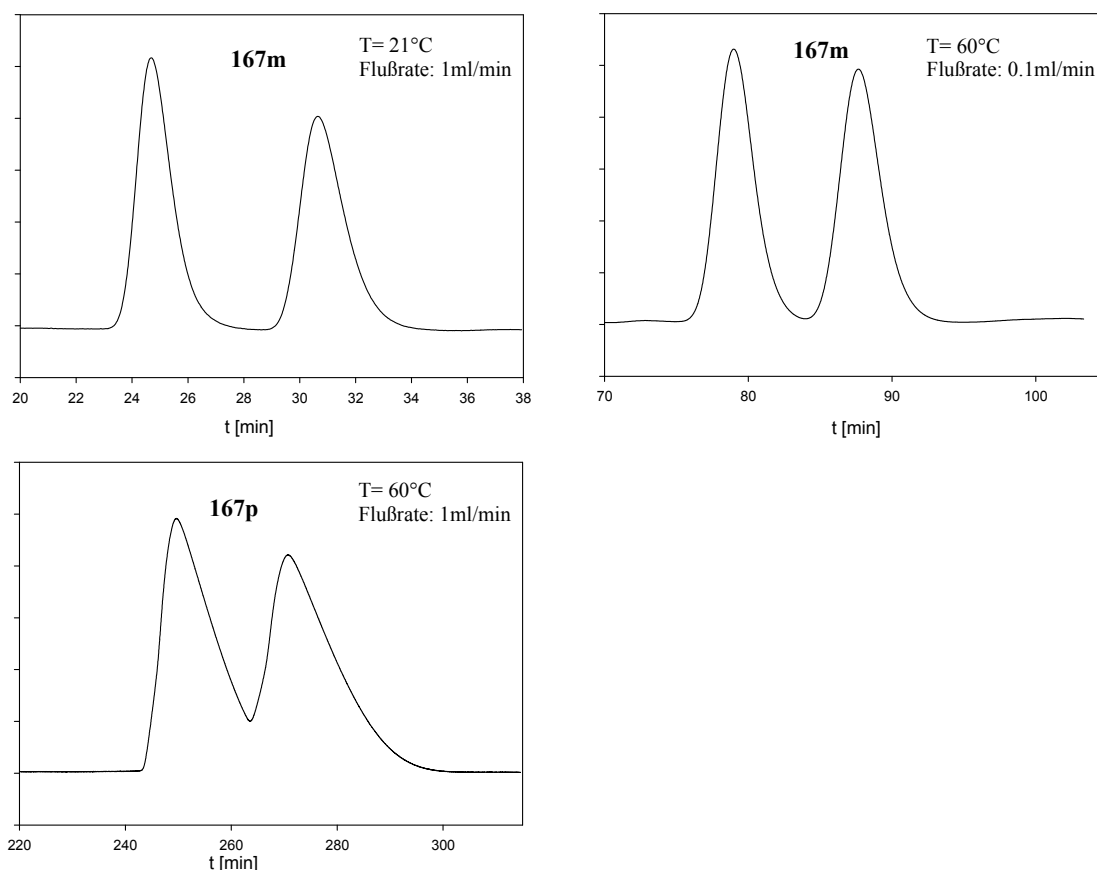 167m
T= 21°C
Flußrate: 1ml/min
20 22 24 26 28 30 32 34 36 38
t [min]
167m
T= 60°C
Flußrate: 0.1ml/min
70 80 90 100
t [min]
167p
T= 60°C
Flußrate: 1ml/min
220 240 260 280 300
t [min]